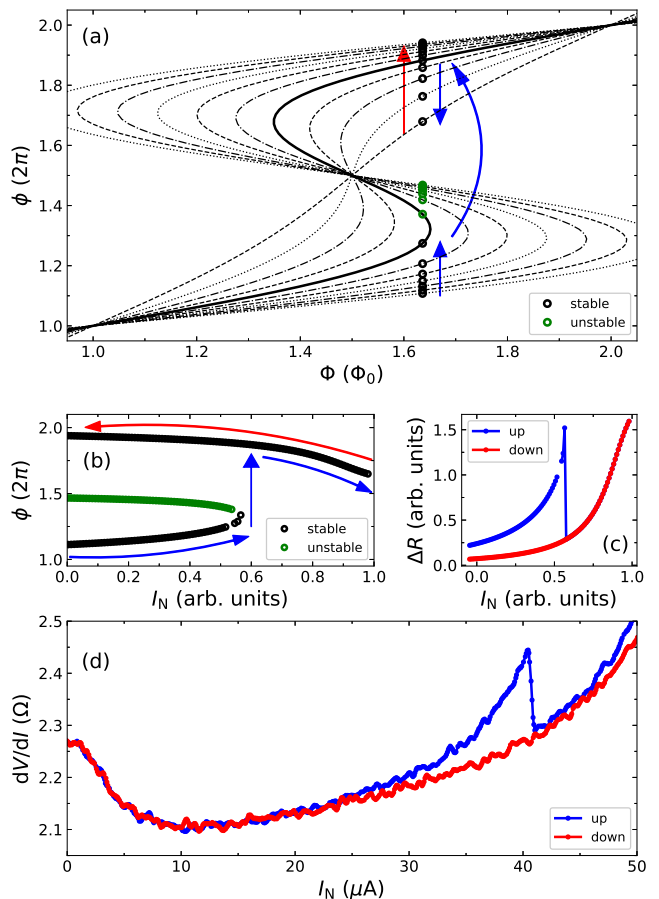 (a)
2.0
1.8
1.6
1.4
1.2
1.0
ϕ (2π)
stable
unstable
1.0 1.2 1.4 1.6 1.8 2.0
Φ (Φ₀)
(b)
2.0
1.5
1.0
ϕ (2π)
stable
unstable
0.0 0.2 0.4 0.6 0.8 1.0
I_N (arb. units)
up
down
1.5
1.0
0.5
0.0
ΔR (arb. units)
(c)
0.0 0.5 1.0
I_N (arb. units)
(d)
2.5
2.4
2.3
2.2
2.1
dV/dI (Ω)
up
down
0 10 20 30 40 50
I_N (μA)